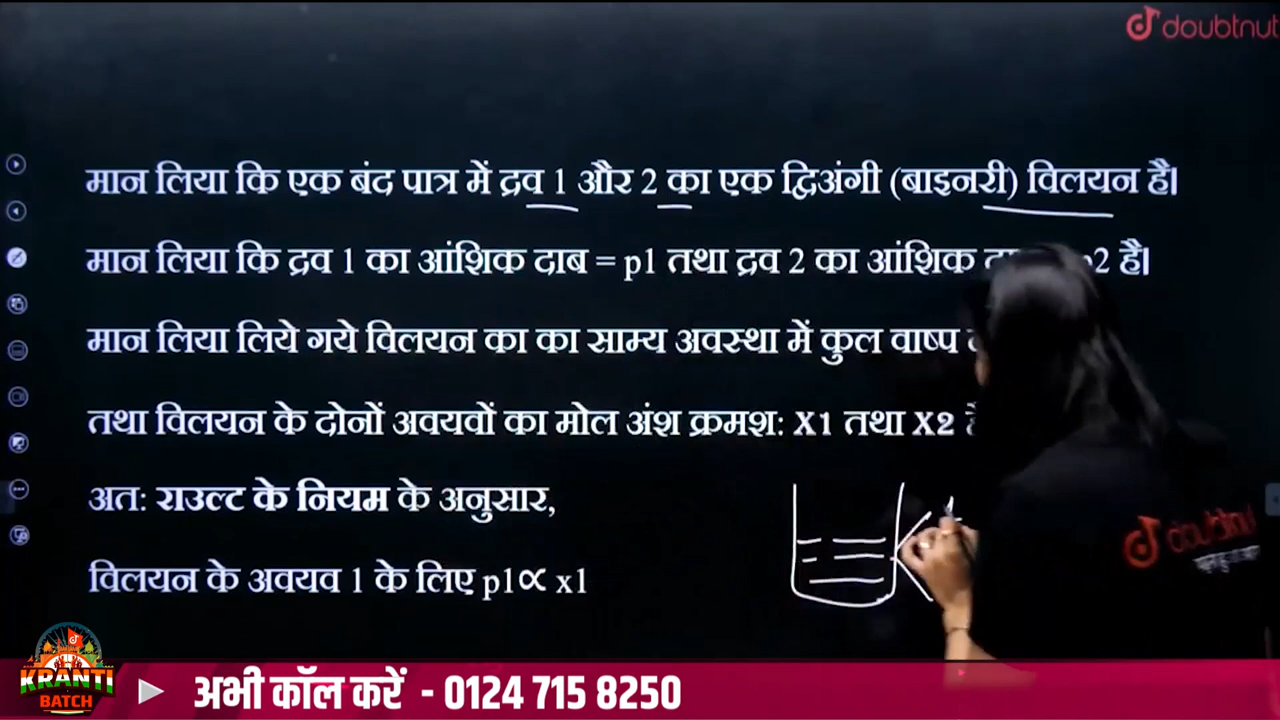 doubtnut
मान लिया कि एक बंद पात्र में द्रव 1 और 2 का एक द्विअंगी (बाइनरी) विलयन है।
मान लिया कि द्रव 1 का आंशिक दाब = p1 तथा द्रव 2 का आंशिक p2 है।
मान लिया लिये गये विलयन का का साम्य अवस्था में कुल वाष्प
तथा विलयन के दोनों अवयवों का मोल अंश क्रमश: X1 तथा X2
अत: राउल्ट के नियम के अनुसार,
विलयन के अवयव 1 के लिए p1∝ x1
doubtnut
KRANTI
BATCH
अभी कॉल करें - 0124 715 8250